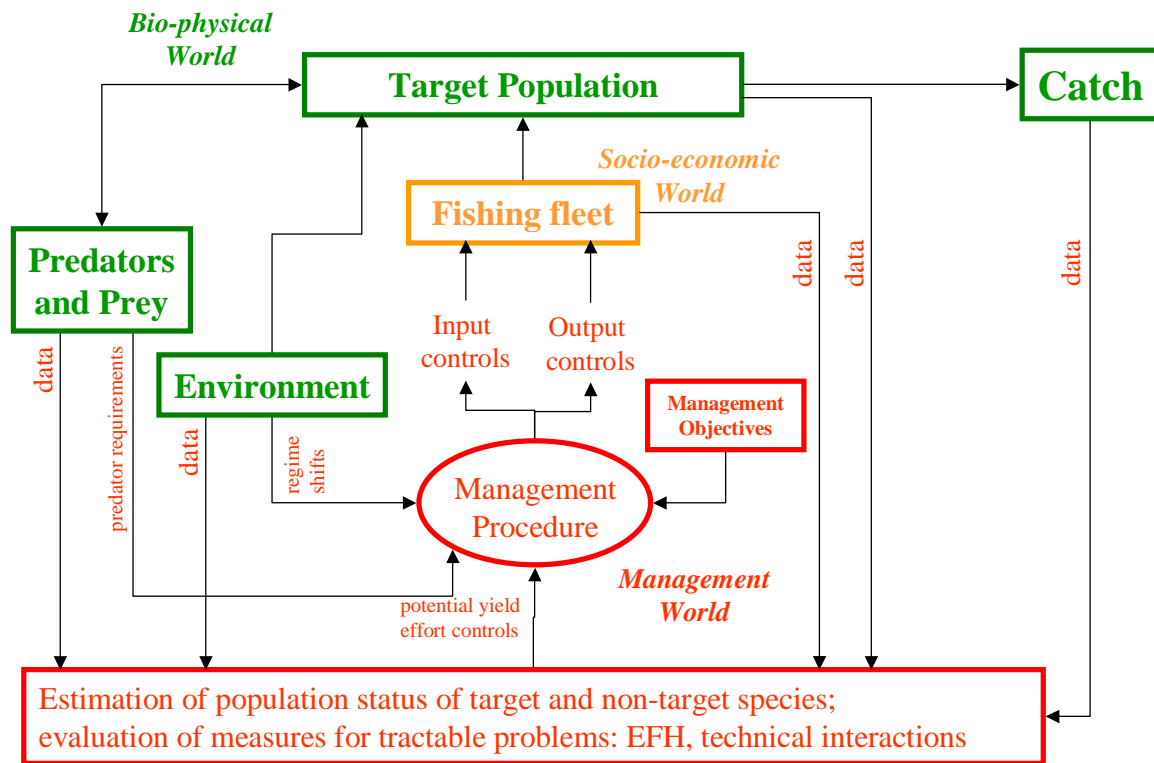 Bio-physical
World
Target Population
Catch
Socio-economic
World
Fishing fleet
Predators
and Prey
data
data
data
Input
controls
Output
controls
data
predator requirements
Environment
Management
Objectives
data
regime
shifts
Management
Procedure
Management
World
potential yield
effort controls
Estimation of population status of target and non-target species;
evaluation of measures for tractable problems: EFH, technical interactions